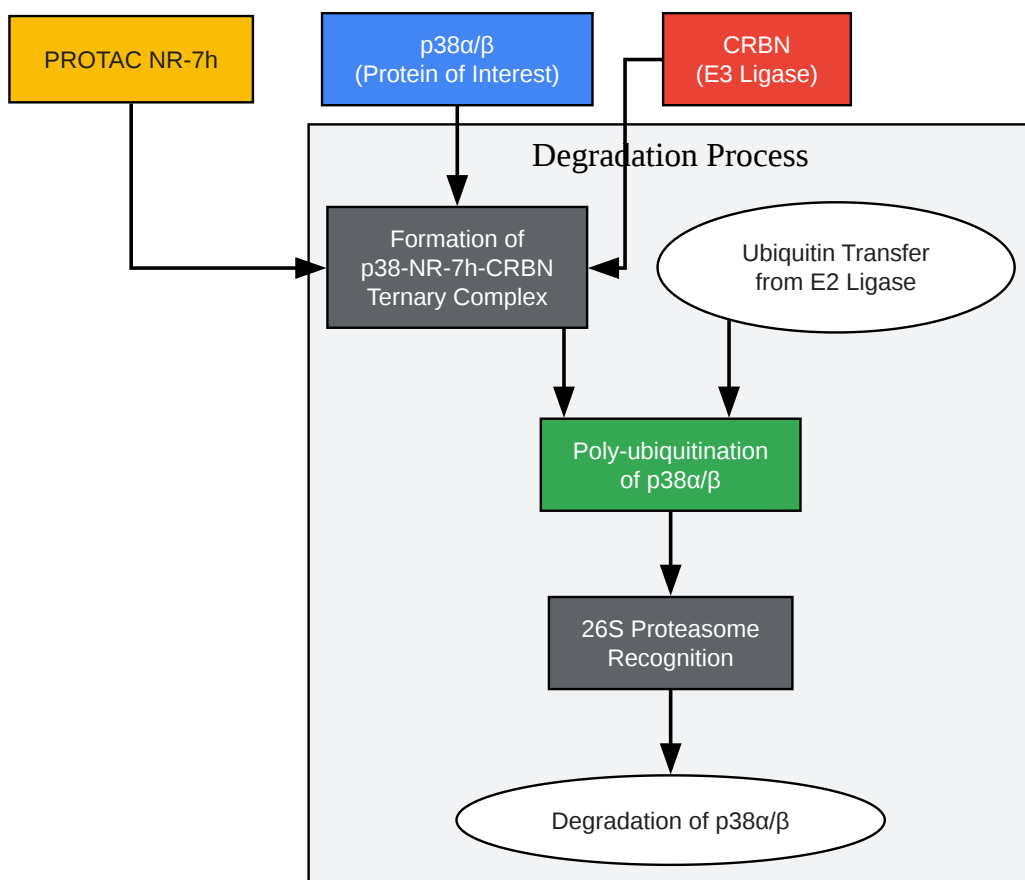 PROTAC NR-7h
p38α/β
(Protein of Interest)
CRBN
(E3 Ligase)
Degradation Process
Formation of
p38-NR-7h-CRBN
Ternary Complex
Ubiquitin Transfer
from E2 Ligase
Poly-ubiquitination
of p38α/β
26S Proteasome
Recognition
Degradation of p38α/β